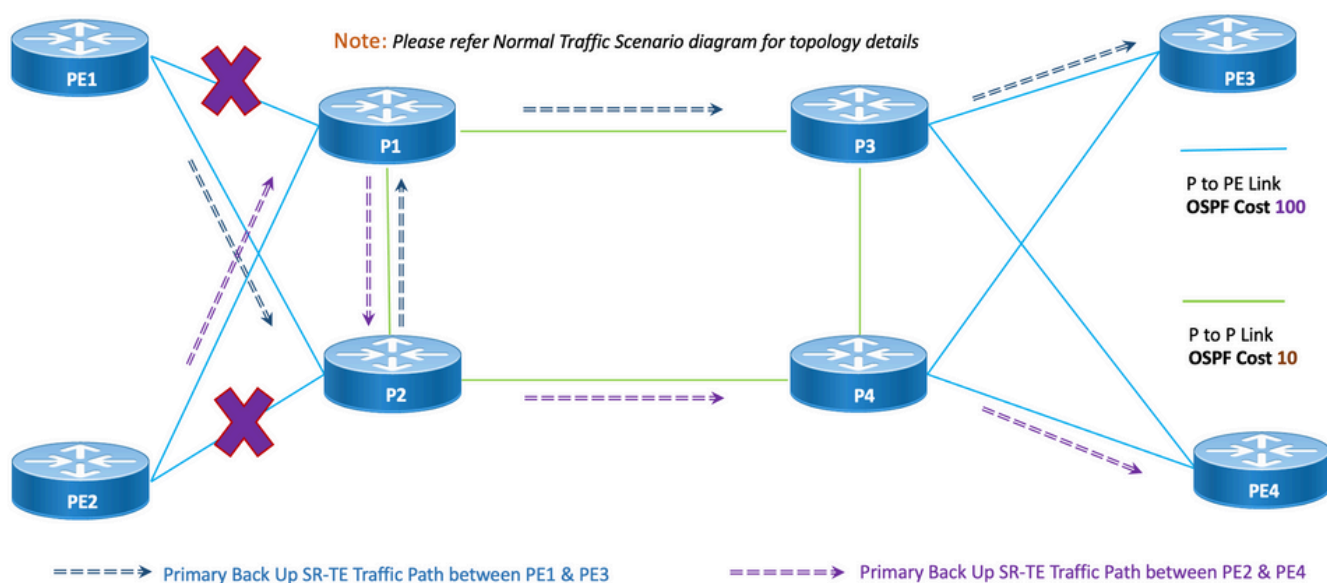 PE1
Note: Please refer Normal Traffic Scenario diagram for topology details
PE3
P1
P3
P to PE Link
OSPF Cost 100
P to P Link
OSPF Cost 10
P2
P4
PE2
PE4
Primary Back Up SR-TE Traffic Path between PE1 & PE3
Primary Back Up SR-TE Traffic Path between PE2 & PE4